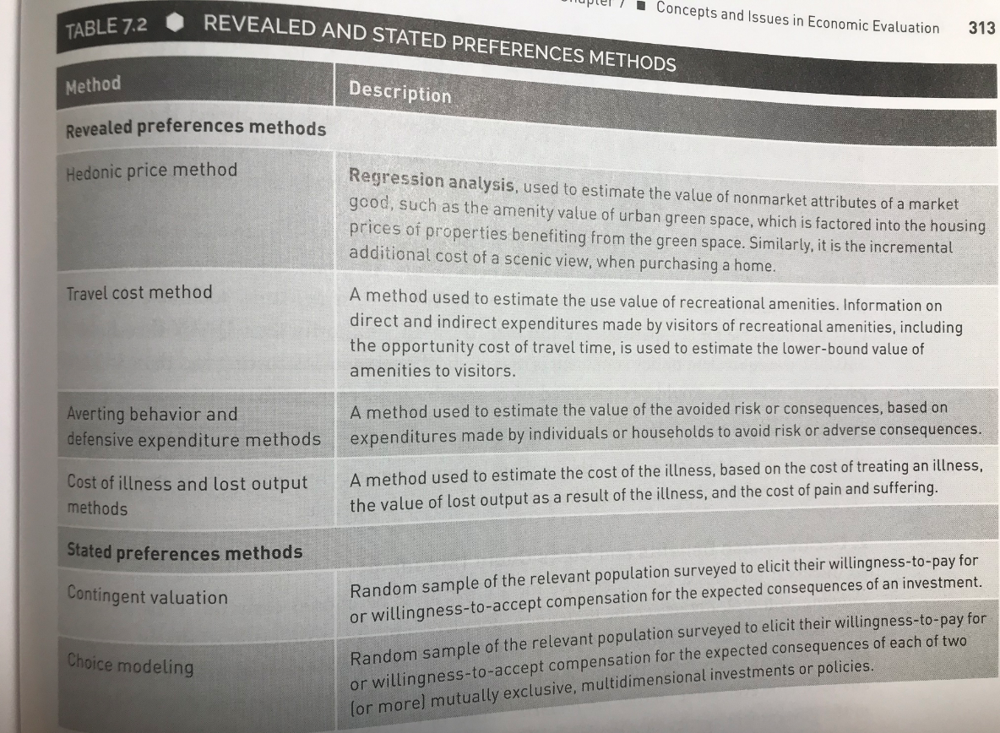 7 ■ Concepts and Issues in Economic Evaluation 313
TABLE 7.2 REVEALED AND STATED PREFERENCES METHODS
Method
Description
Revealed preferences methods
Hedonic price method
Regression analysis, used to estimate the value of nonmarket attributes of a market
good, such as the amenity value of urban green space, which is factored into the housing
prices of properties benefiting from the green space. Similarly, it is the incremental
additional cost of a scenic view, when purchasing a home.
Travel cost method
A method used to estimate the use value of recreational amenities. Information on
direct and indirect expenditures made by visitors of recreational amenities, including
the opportunity cost of travel time, is used to estimate the lower-bound value of
amenities to visitors.
Averting behavior and
defensive expenditure methods
A method used to estimate the value of the avoided risk or consequences, based on
expenditures made by individuals or households to avoid risk or adverse consequences.
Cost of illness and lost output
methods
A method used to estimate the cost of the illness, based on the cost of treating an illness,
the value of lost output as a result of the illness, and the cost of pain and suffering.
Stated preferences methods
Contingent valuation
Random sample of the relevant population surveyed to elicit their willingness-to-pay for
or willingness-to-accept compensation for the expected consequences of an investment.
Choice modeling
Random sample of the relevant population surveyed to elicit their willingness-to-pay for
or willingness-to-accept compensation for the expected consequences of each of two
(or more) mutually exclusive, multidimensional investments or policies.